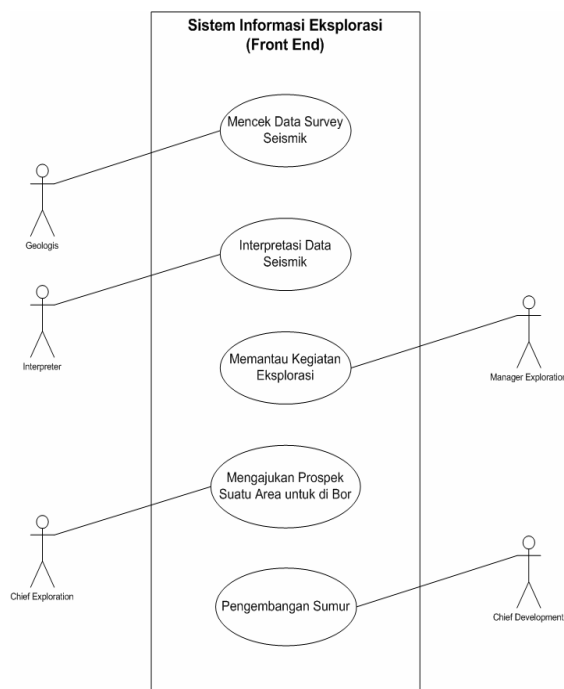 Sistem Informasi Eksplorasi
(Front End)
Mencek Data Survey
Seismik
Geologis
Interpretasi Data
Seismik
Interpreter
Memantau Kegiatan
Eksplorasi
Manager Exploration
Mengajukan Prospek
Suatu Area untuk di Bor
Chief Exploration
Pengembangan Sumur
Chief Development